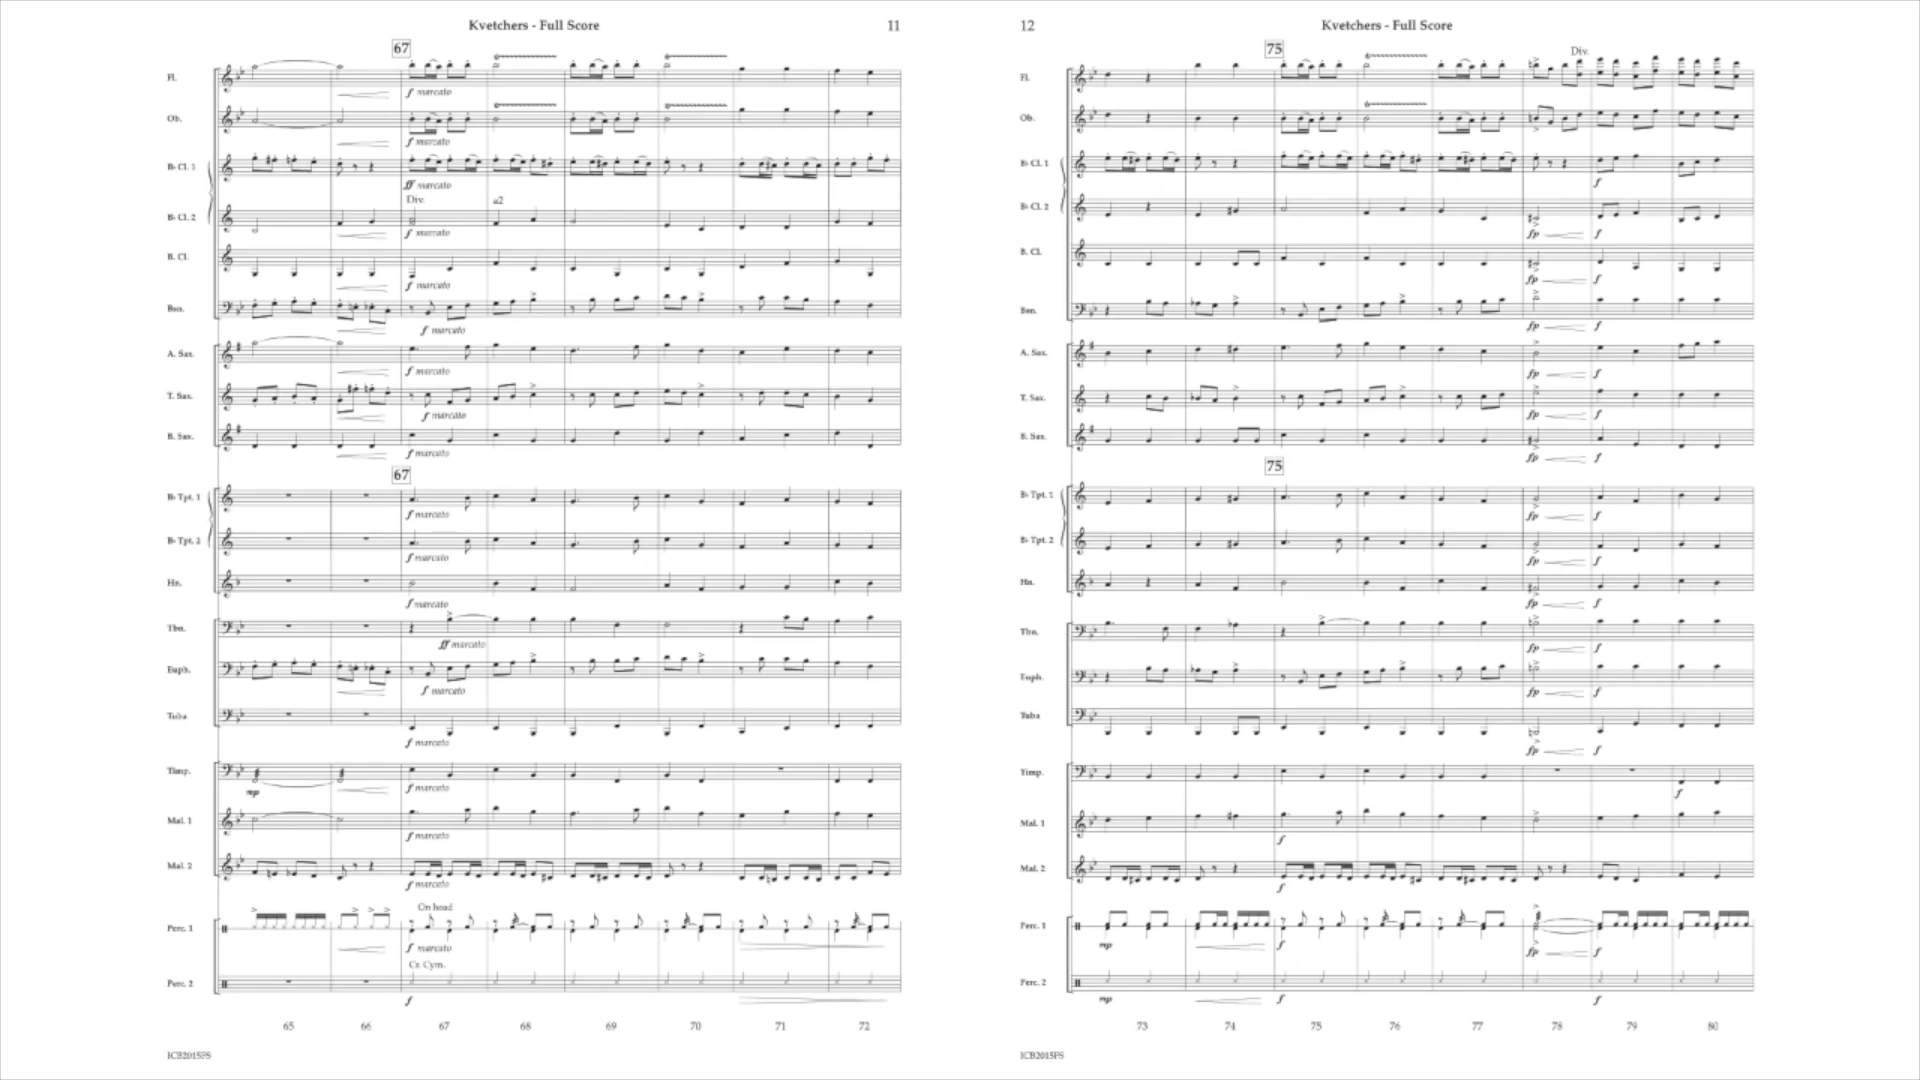 Kvetchers - Full Score
11
67
Fl.
f marcato
Ob.
f marcato
B♭ Cl. 1
ff marcato
Div.
a2
B♭ Cl. 2
f marcato
B. Cl.
f marcato
Bsn.
f marcato
A. Sax.
f marcato
T. Sax.
f marcato
B. Sax.
f marcato
67
B♭ Tpt. 1
f marcato
B♭ Tpt. 2
f marcato
Hn.
f marcato
Tbn.
ff marcato
Euph.
f marcato
Tuba
f marcato
Timp.
mp
f marcato
Mal. 1
f marcato
Mal. 2
f marcato
On head
Perc. 1
f marcato
Cr. Cym.
Perc. 2
f
65 66 67 68 69 70 71 72
ICB2015FS
12
Kvetchers - Full Score
75
Div.
Fl.
Ob.
B♭ Cl. 1
f
B♭ Cl. 2
fp f
B. Cl.
fp f
Bsn.
fp f
A. Sax.
fp f
T. Sax.
fp f
B. Sax.
fp f
75
B♭ Tpt. 1
fp f
B♭ Tpt. 2
fp f
Hn.
fp f
Tbn.
fp f
Euph.
fp f
Tuba
fp f
Timp.
f
Mal. 1
f
Mal. 2
f
Perc. 1
mp f fp f
Perc. 2
mp f f
73 74 75 76 77 78 79 80
ICB2015FS